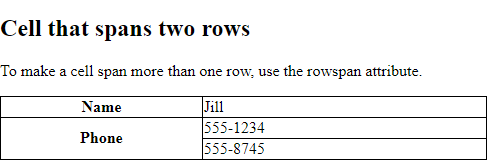 Cell that spans two rows
To make a cell span more than one row, use the rowspan attribute.
Name Jill
Phone 555-1234
555-8745